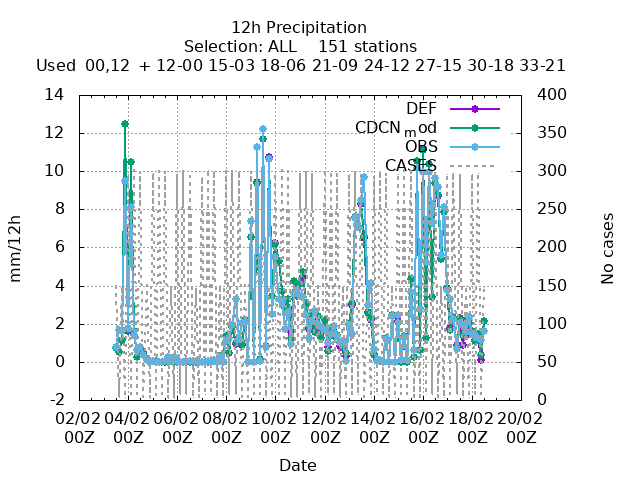 12h Precipitation
Selection: ALL    151 stations
Used  00,12  + 12-00 15-03 18-06 21-09 24-12 27-15 30-18 33-21
14
12
10
8
6
4
2
0
-2
mm/12h
400
350
300
250
200
150
100
50
0
No cases
DEF
CDCN_mod
OBS
CASES
02/02 04/02 06/02 08/02 10/02 12/02 14/02 16/02 18/02 20/02
00Z 00Z 00Z 00Z 00Z 00Z 00Z 00Z 00Z 00Z
Date